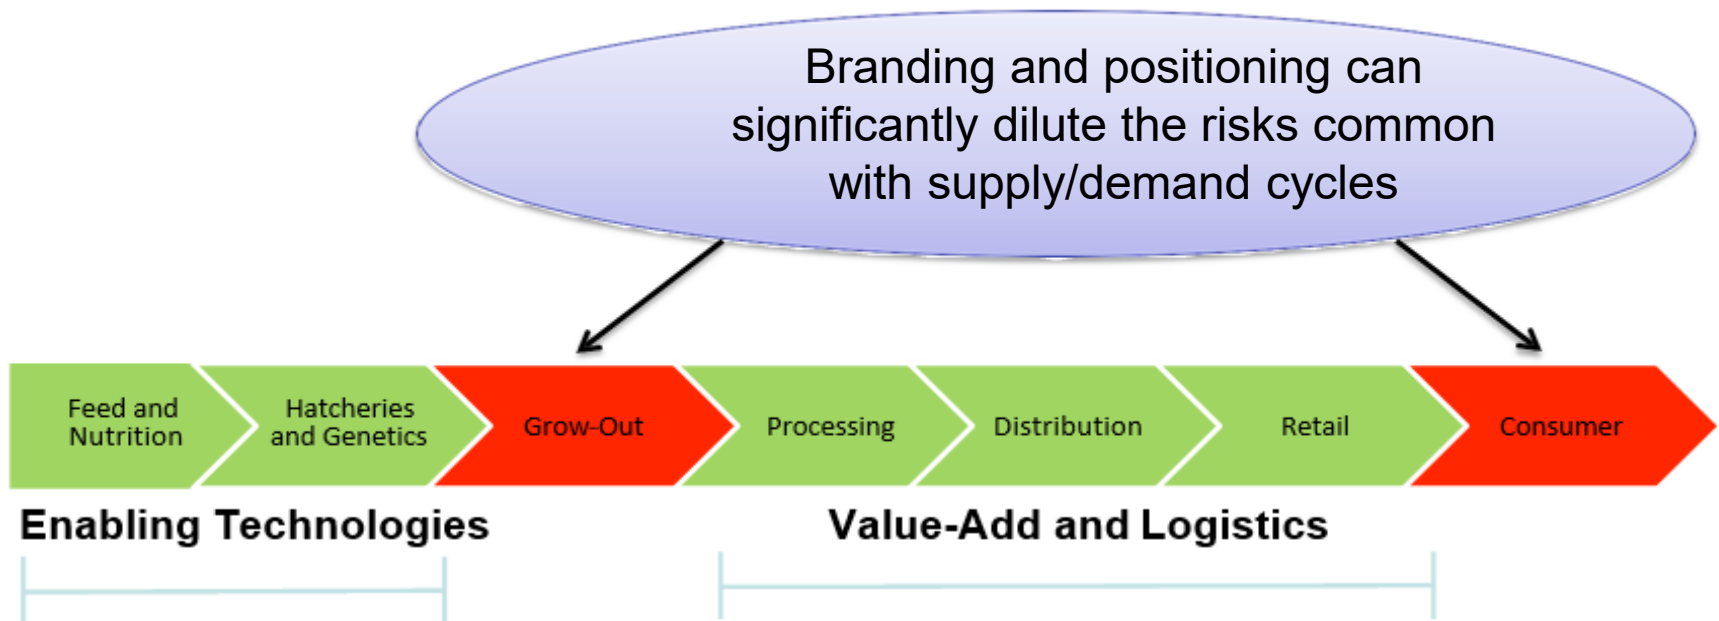 Branding and positioning can
significantly dilute the risks common
with supply/demand cycles
Feed and
Nutrition
Hatcheries
and Genetics
Grow-Out
Processing
Distribution
Retail
Consumer
Enabling Technologies
Value-Add and Logistics